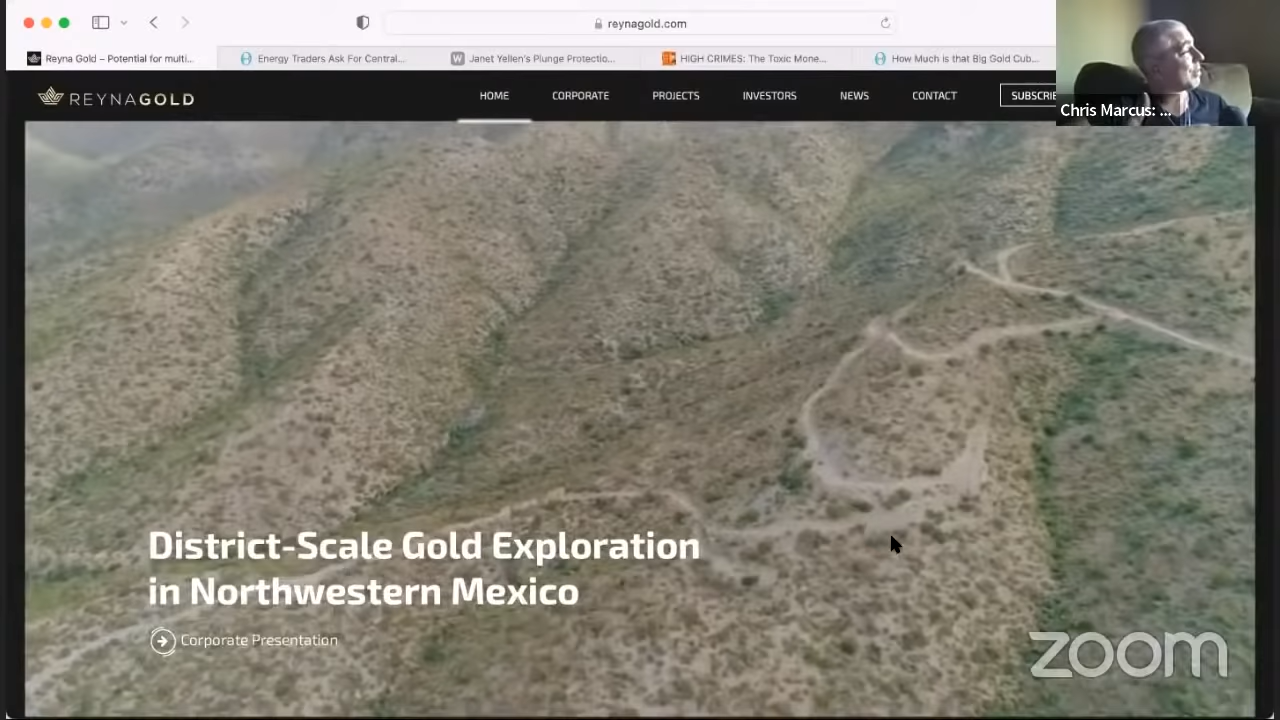 reynagold.com
Reyna Gold – Potential for multi...
Energy Traders Ask For Central...
Janet Yellen's Plunge Protectio...
HIGH CRIMES: The Toxic Mone...
How Much is that Big Gold Cub...
REYNAGOLD
HOME
CORPORATE
PROJECTS
INVESTORS
NEWS
CONTACT
SUBSCRIBE
Chris Marcus: ...
District-Scale Gold Exploration
in Northwestern Mexico
Corporate Presentation
zoom